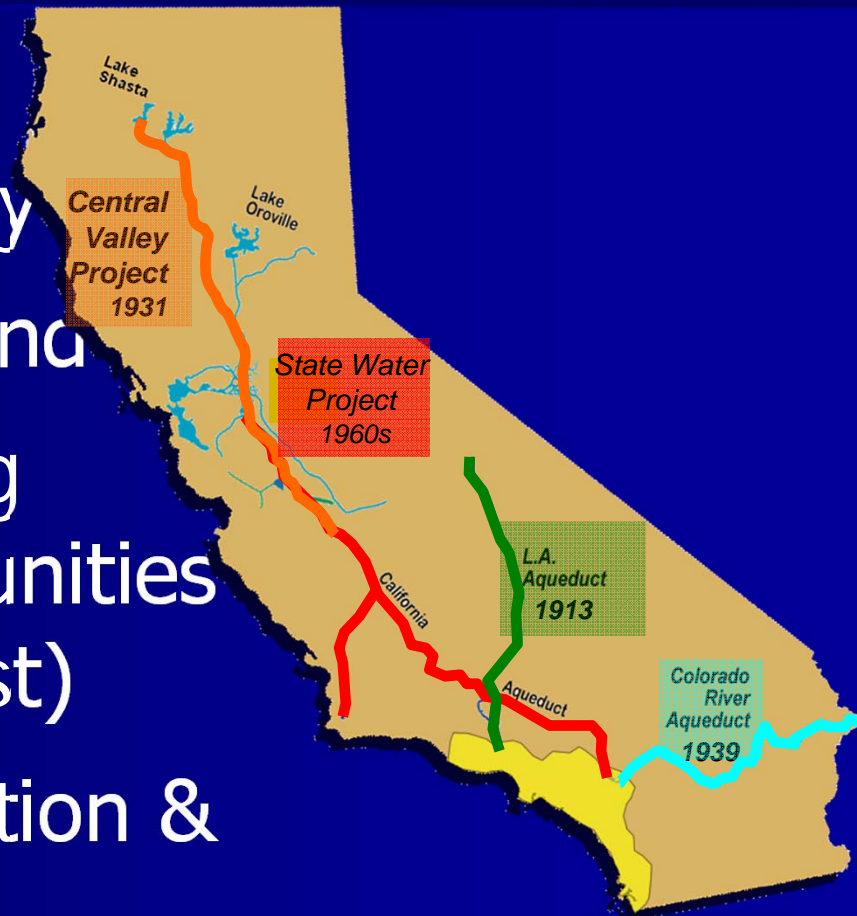 Lake
Shasta
y
Central
Valley
Project
1931
Lake
Oroville
nd
State Water
Project
1960s
g
unities
st)
L.A.
Aqueduct
1913
California
Aqueduct
Colorado
River
Aqueduct
1939
tion &